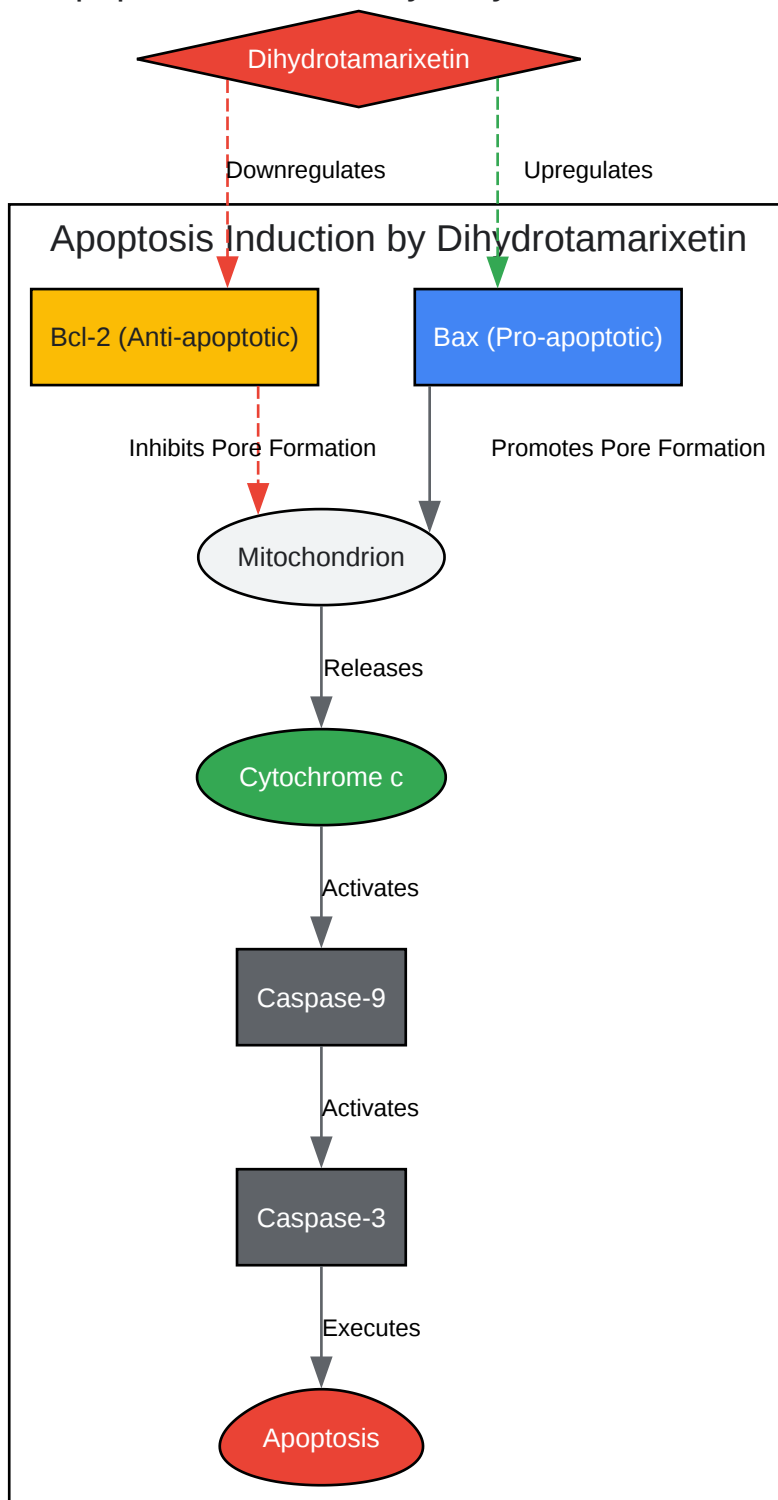 Dihydrotamarixetin
Downregulates
Upregulates
Apoptosis Induction by Dihydrotamarixetin
Bcl-2 (Anti-apoptotic)
Bax (Pro-apoptotic)
Inhibits Pore Formation
Promotes Pore Formation
Mitochondrion
Releases
Cytochrome c
Activates
Caspase-9
Activates
Caspase-3
Executes
Apoptosis